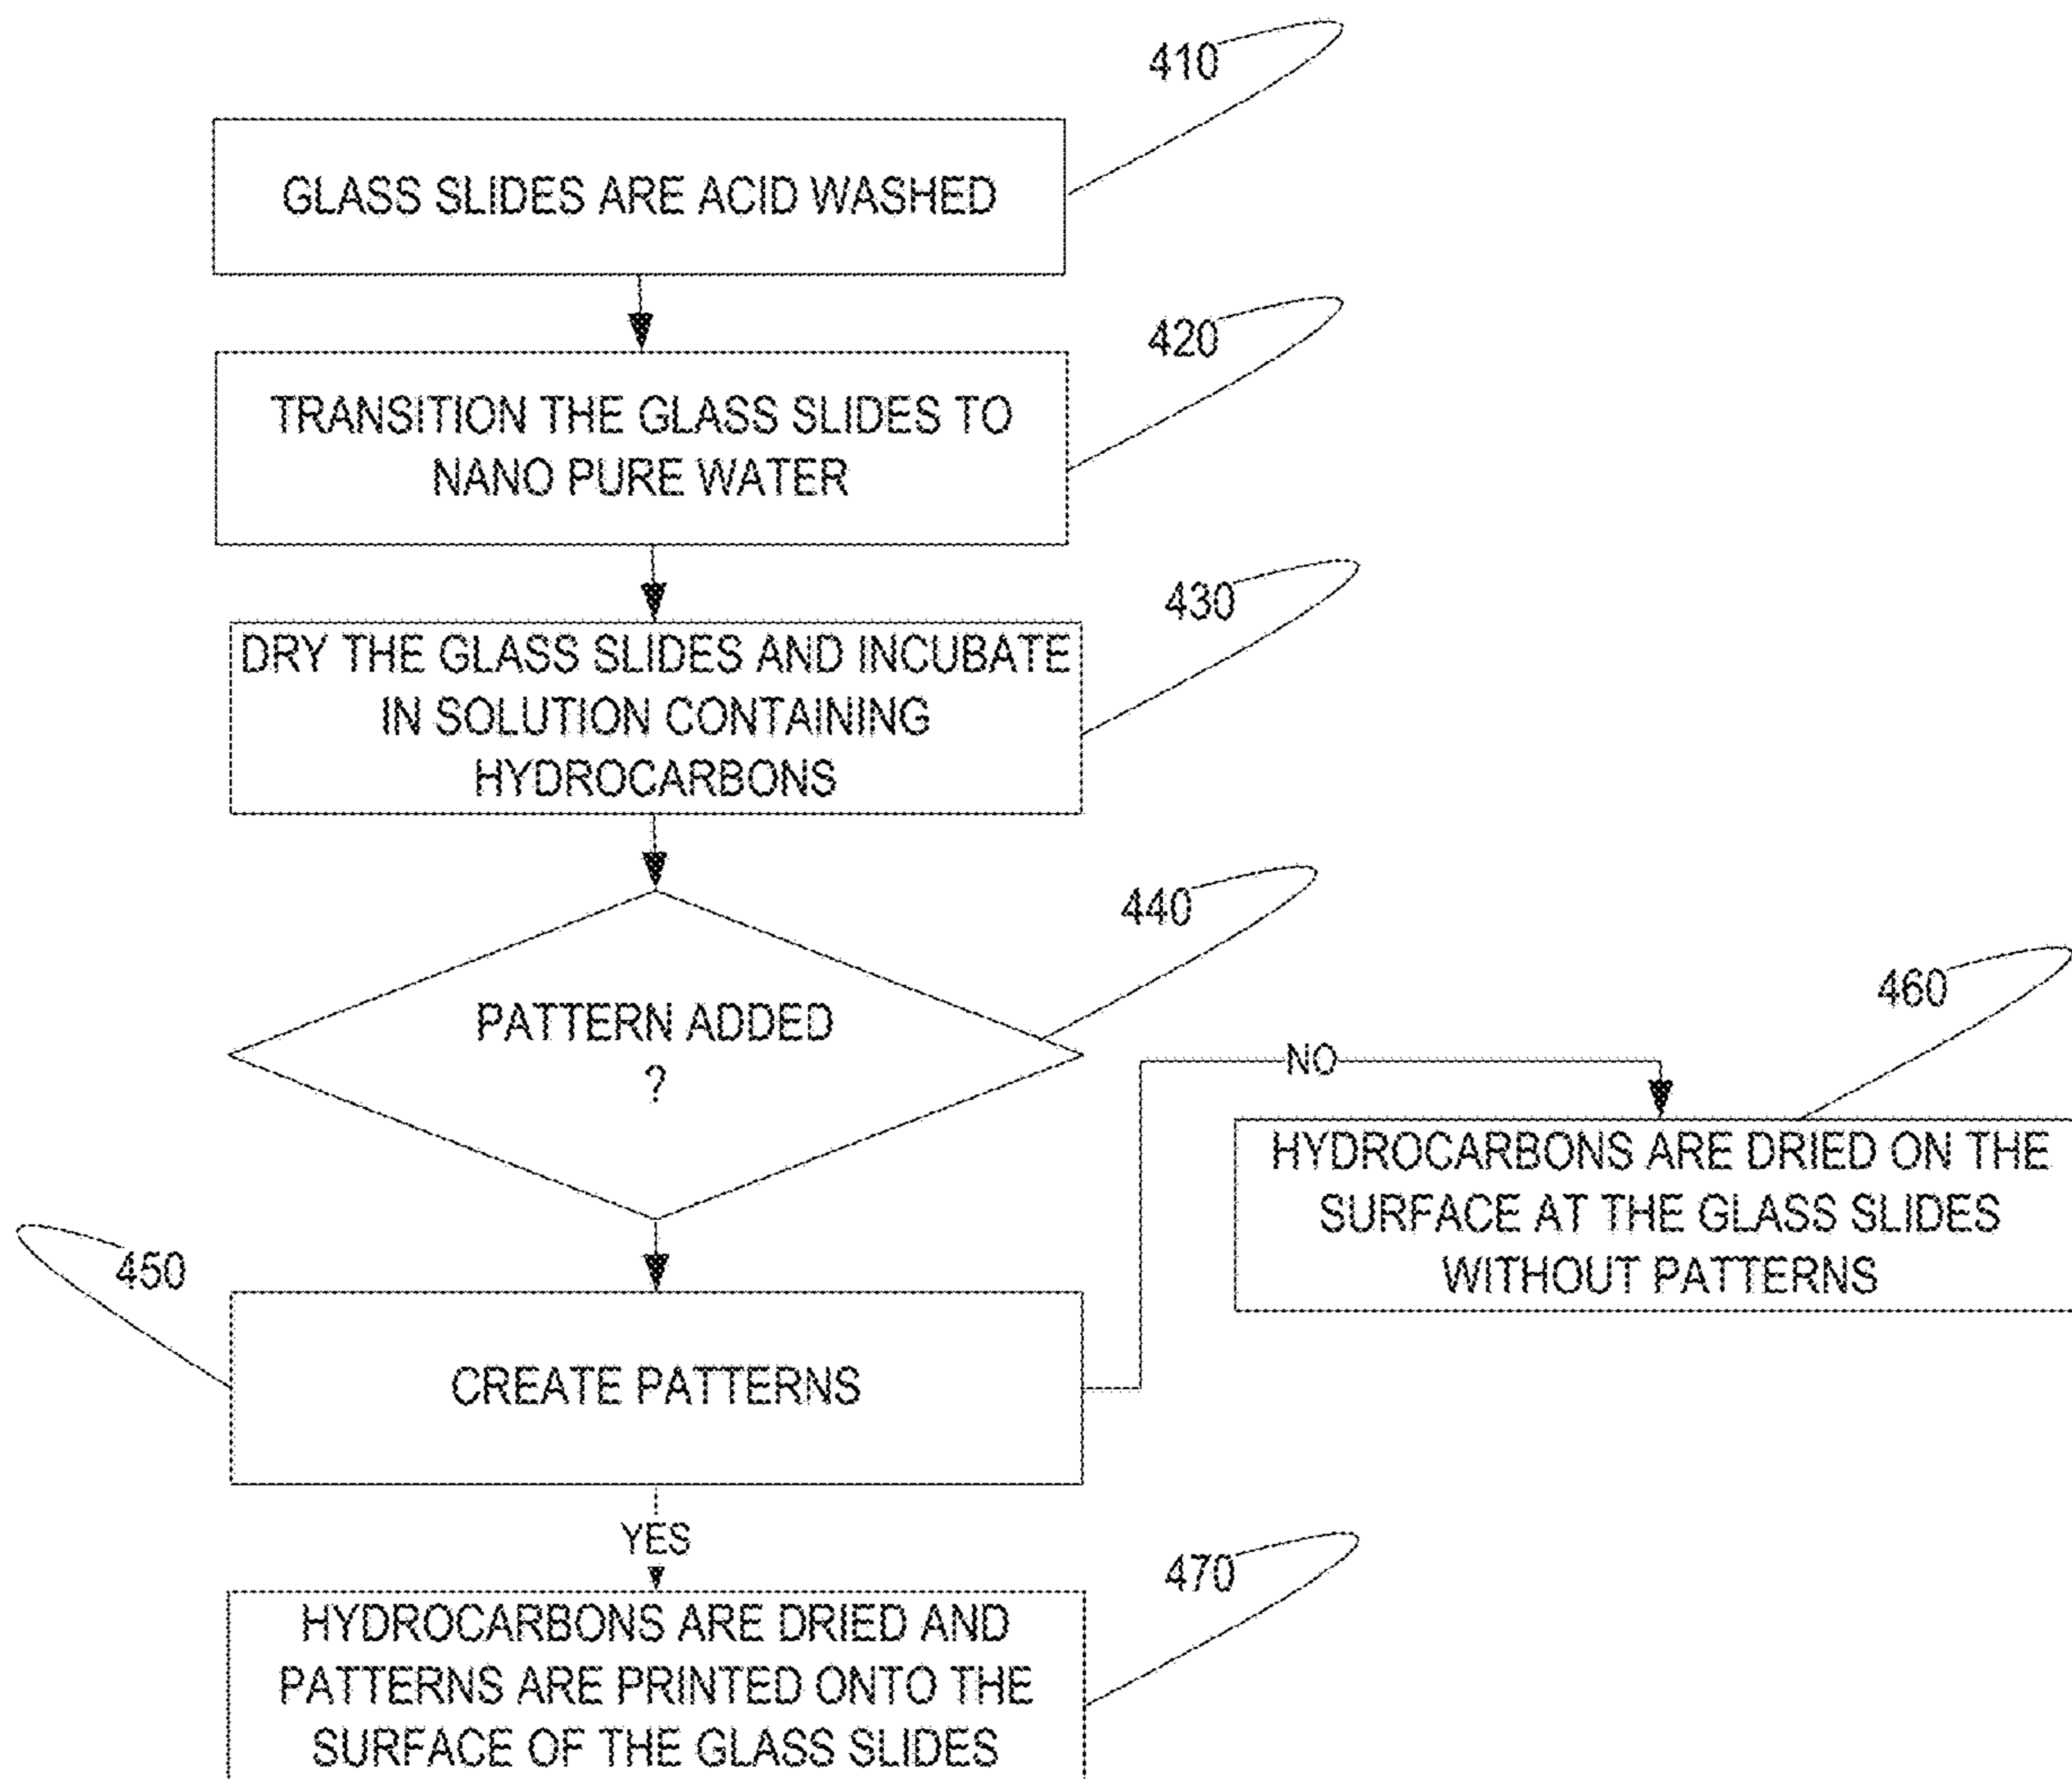 410
GLASS SLIDES ARE ACID WASHED
420
TRANSITION THE GLASS SLIDES TO
NANO PURE WATER
430
DRY THE GLASS SLIDES AND INCUBATE
IN SOLUTION CONTAINING
HYDROCARBONS
440
PATTERN ADDED
?
460
NO
HYDROCARBONS ARE DRIED ON THE
SURFACE AT THE GLASS SLIDES
WITHOUT PATTERNS
450
CREATE PATTERNS
YES
470
HYDROCARBONS ARE DRIED AND
PATTERNS ARE PRINTED ONTO THE
SURFACE OF THE GLASS SLIDES